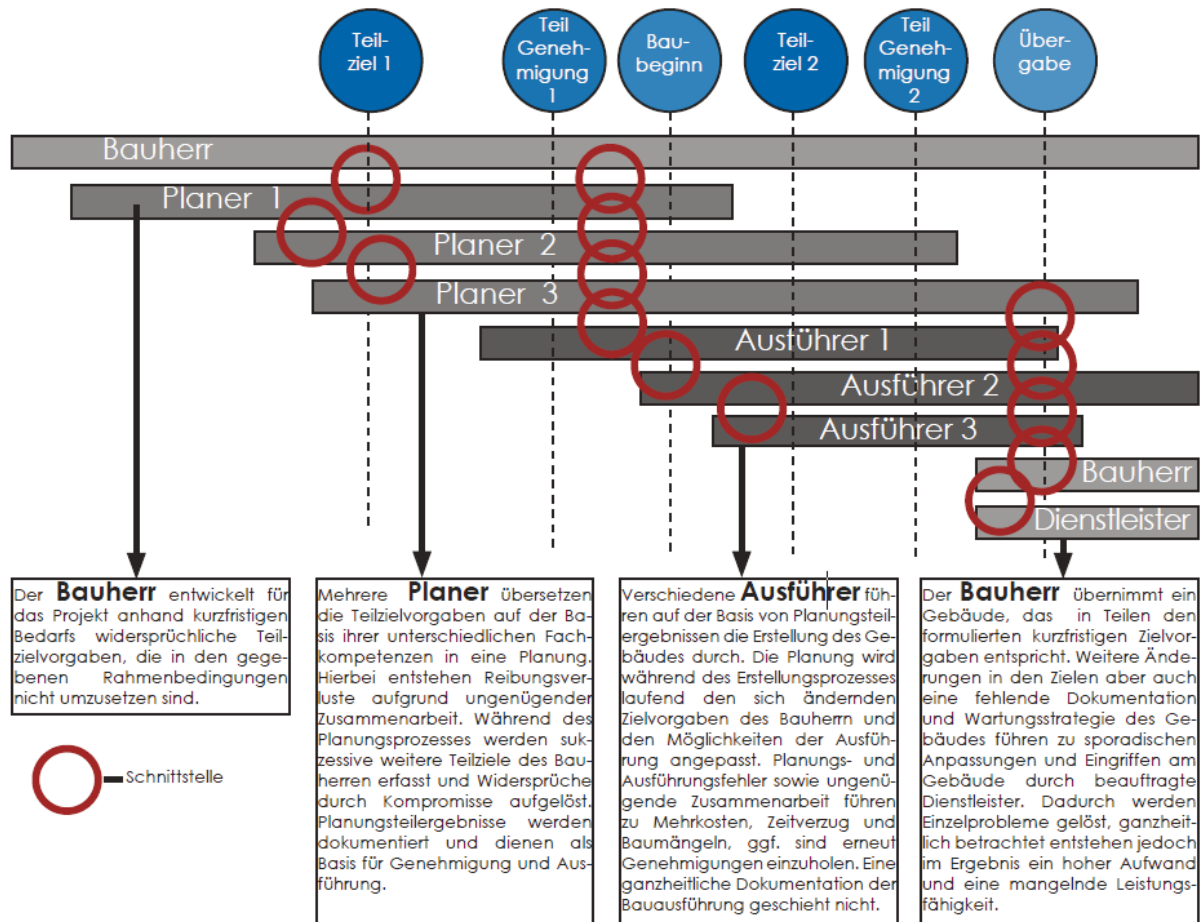 Teil-
ziel 1
Teil
Geneh-
migung
1
Bau-
beginn
Teil-
ziel 2
Teil
Geneh-
migung
2
Über-
gabe
Bauherr
Planer 1
Planer 2
Planer 3
Ausführer 1
Ausführer 2
Ausführer 3
Bauherr
Dienstleister
Der Bauherr entwickelt für
das Projekt anhand kurzfristigen
Bedarfs widersprüchliche Teil-
zielvorgaben, die in den gege-
benen Rahmenbedingungen
nicht umzusetzen sind.
Schnittstelle
Mehrere Planer übersetzen
die Teilzielvorgaben auf der Ba-
sis ihrer unterschiedlichen Fach-
kompetenzen in eine Planung.
Hierbei entstehen Reibungsver-
luste aufgrund ungenügender
Zusammenarbeit. Während des
Planungsprozesses werden suk-
zessive weitere Teilziele des Bau-
herren erfasst und Widersprüche
durch Kompromisse aufgelöst.
Planungsteilergebnisse werden
dokumentiert und dienen als
Basis für Genehmigung und Aus-
führung.
Verschiedene Ausführer füh-
ren auf der Basis von Planungsteil-
ergebnissen die Erstellung des Ge-
bäudes durch. Die Planung wird
während des Erstellungsprozesses
laufend den sich ändernden
Zielvorgaben des Bauherrn und
den Möglichkeiten der Ausfüh-
rung angepasst. Planungs- und
Ausführungsfehler sowie ungenü-
gende Zusammenarbeit führen
zu Mehrkosten, Zeitverzug und
Baumängeln, ggf. sind erneut
Genehmigungen einzuholen. Eine
ganzheitliche Dokumentation der
Bauausführung geschieht nicht.
Der Bauherr übernimmt ein
Gebäude, das in Teilen den
formulierten kurzfristigen Zielvor-
gaben entspricht. Weitere Ände-
rungen in den Zielen aber auch
eine fehlende Dokumentation
und Wartungsstrategie des Ge-
bäudes führen zu sporadischen
Anpassungen und Eingriffen am
Gebäude durch beauftragte
Dienstleister. Dadurch werden
Einzelprobleme gelöst, ganzheit-
lich betrachtet entstehen jedoch
im Ergebnis ein hoher Aufwand
und eine mangelnde Leistungs-
fähigkeit.